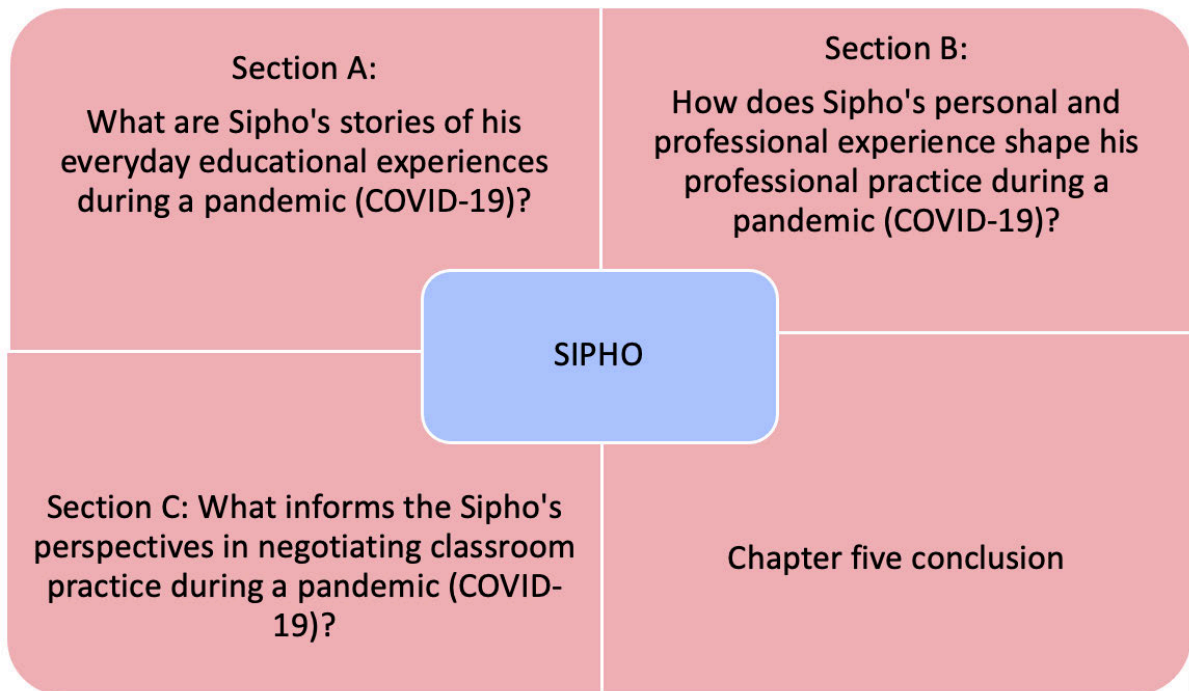 Section A:
What are Sipho's stories of his
everyday educational experiences
during a pandemic (COVID-19)?
Section B:
How does Sipho's personal and
professional experience shape his
professional practice during a
pandemic (COVID-19)?
SIPHO
Section C: What informs the Sipho's
perspectives in negotiating classroom
practice during a pandemic (COVID-
19)?
Chapter five conclusion